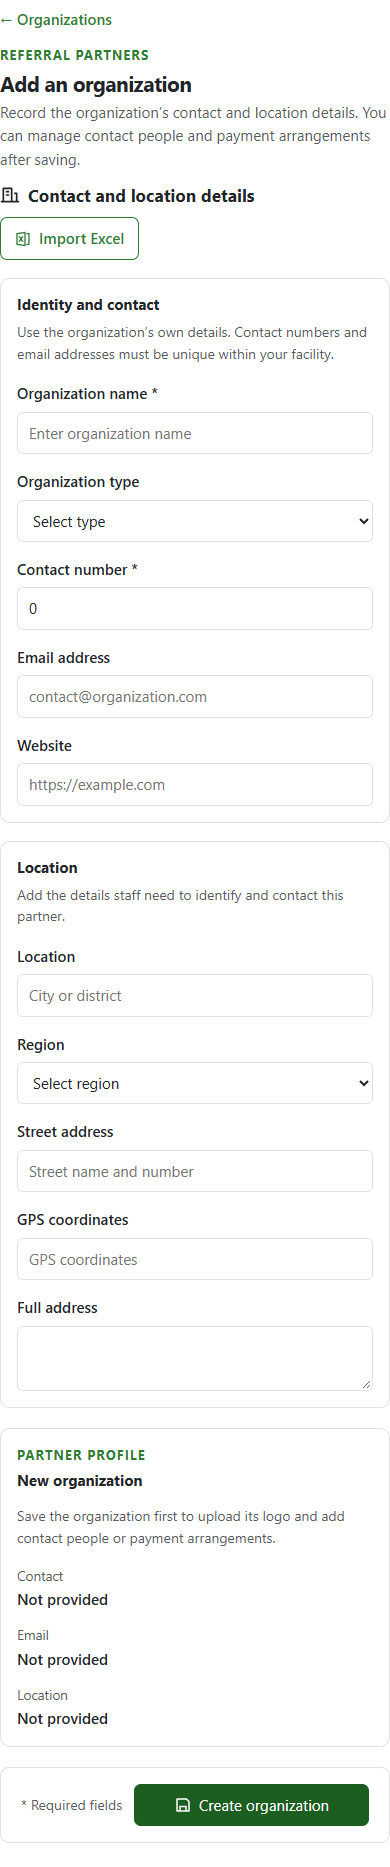 ← Organizations
REFERRAL PARTNERS
Add an organization
Record the organization’s contact and location details. You
can manage contact people and payment arrangements
after saving.
Contact and location details
Import Excel
Identity and contact
Use the organization’s own details. Contact numbers and
email addresses must be unique within your facility.
Organization name *
Enter organization name
Organization type
Select type
Contact number *
0
Email address
contact@organization.com
Website
https://example.com
Location
Add the details staff need to identify and contact this
partner.
Location
City or district
Region
Select region
Street address
Street name and number
GPS coordinates
GPS coordinates
Full address
PARTNER PROFILE
New organization
Save the organization first to upload its logo and add
contact people or payment arrangements.
Contact
Not provided
Email
Not provided
Location
Not provided
* Required fields
Create organization